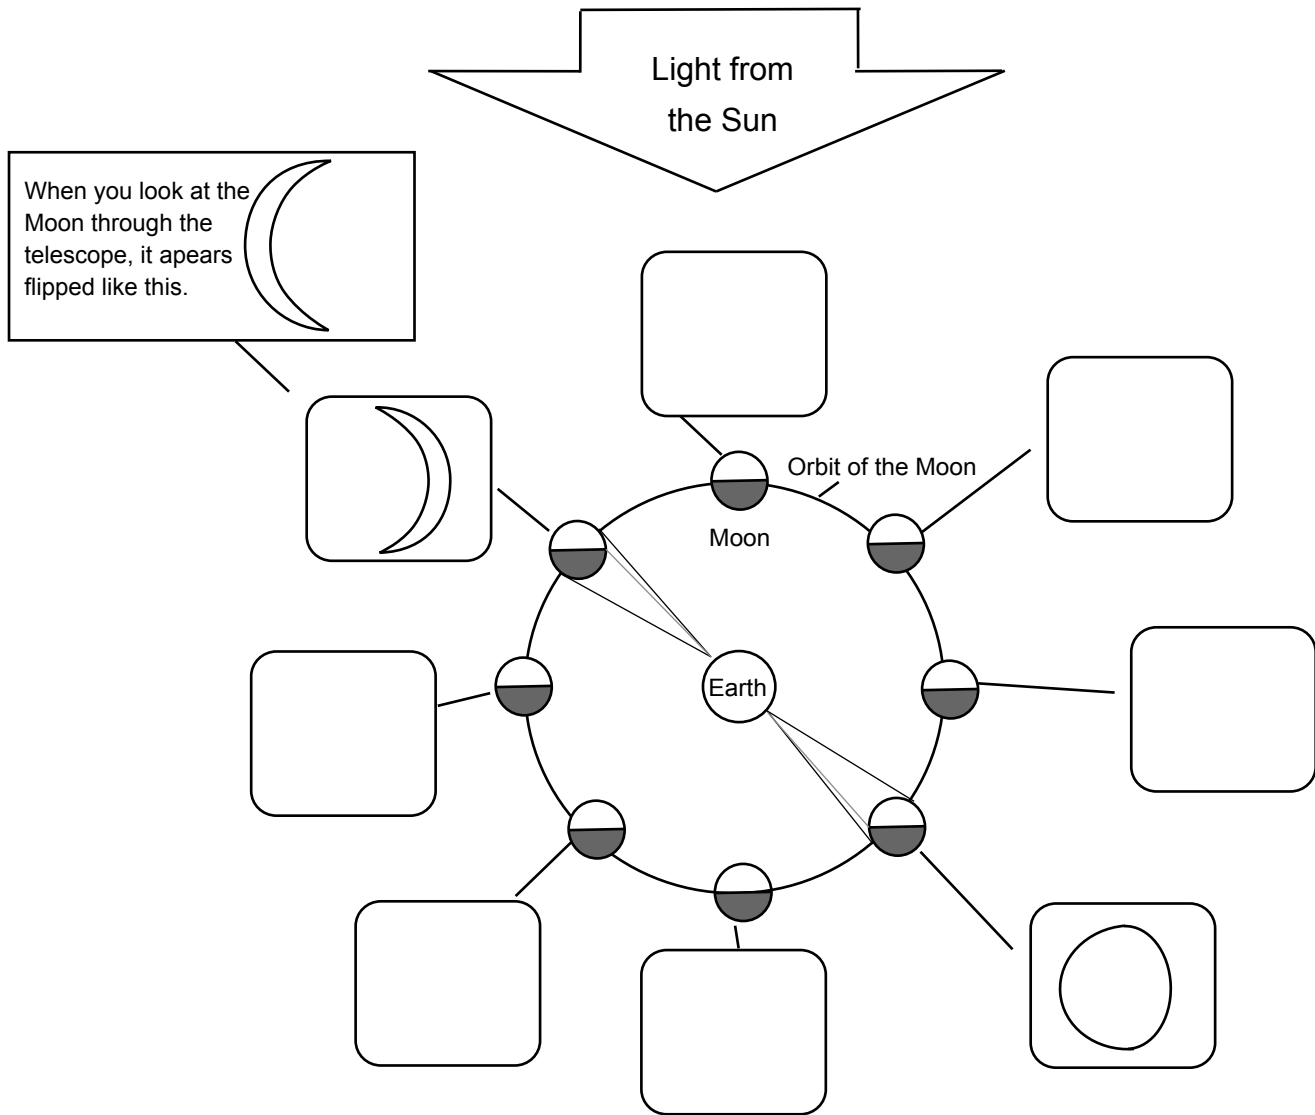 Light from
the Sun
When you look at the
Moon through the
telescope, it apears
flipped like this.
Orbit of the Moon
Moon
Earth